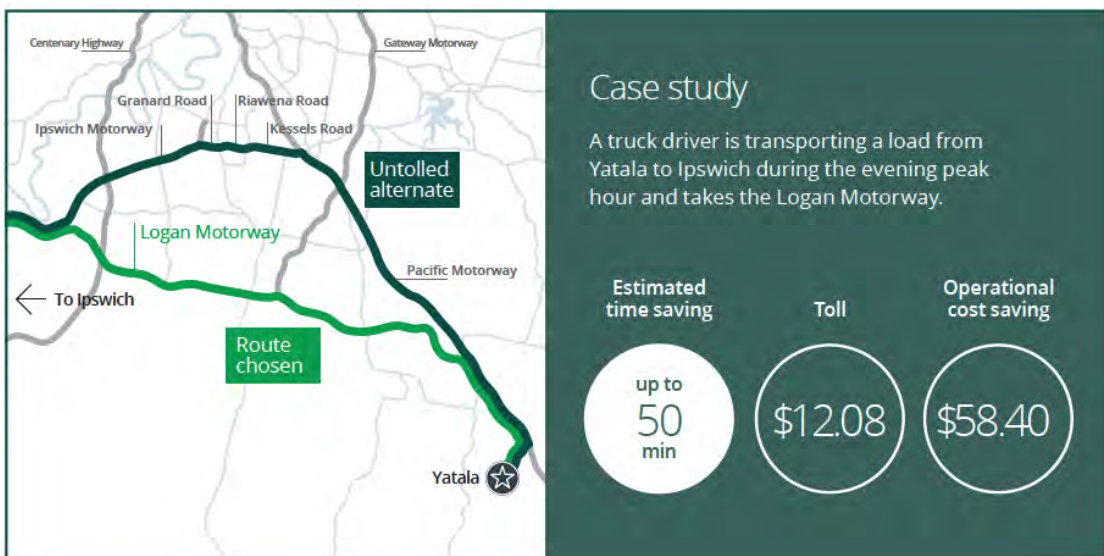 Centenary Highway
Gateway Motorway
Granard Road
Riawena Road
Ipswich Motorway
Kessels Road
Untolled
alternate
Logan Motorway
Pacific Motorway
To Ipswich
Route
chosen
Yatala
Case study
A truck driver is transporting a load from
Yatala to Ipswich during the evening peak
hour and takes the Logan Motorway.
Estimated
time saving
up to
50
min
Toll
$12.08
Operational
cost saving
$58.40